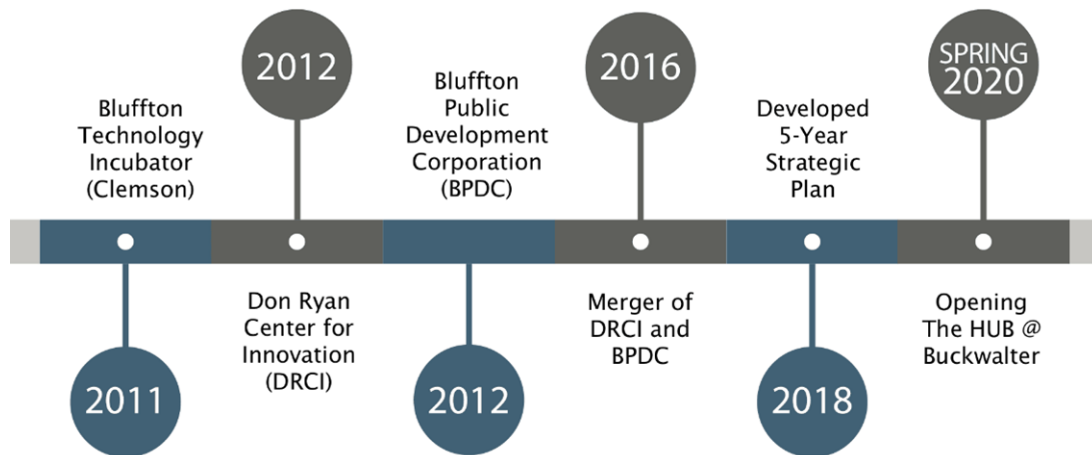 2011
Bluffton
Technology
Incubator
(Clemson)
2012
Don Ryan
Center for
Innovation
(DRCI)
2012
Bluffton
Public
Development
Corporation
(BPDC)
2016
Merger of
DRCI and
BPDC
2018
Developed
5-Year
Strategic
Plan
SPRING
2020
Opening
The HUB @
Buckwalter